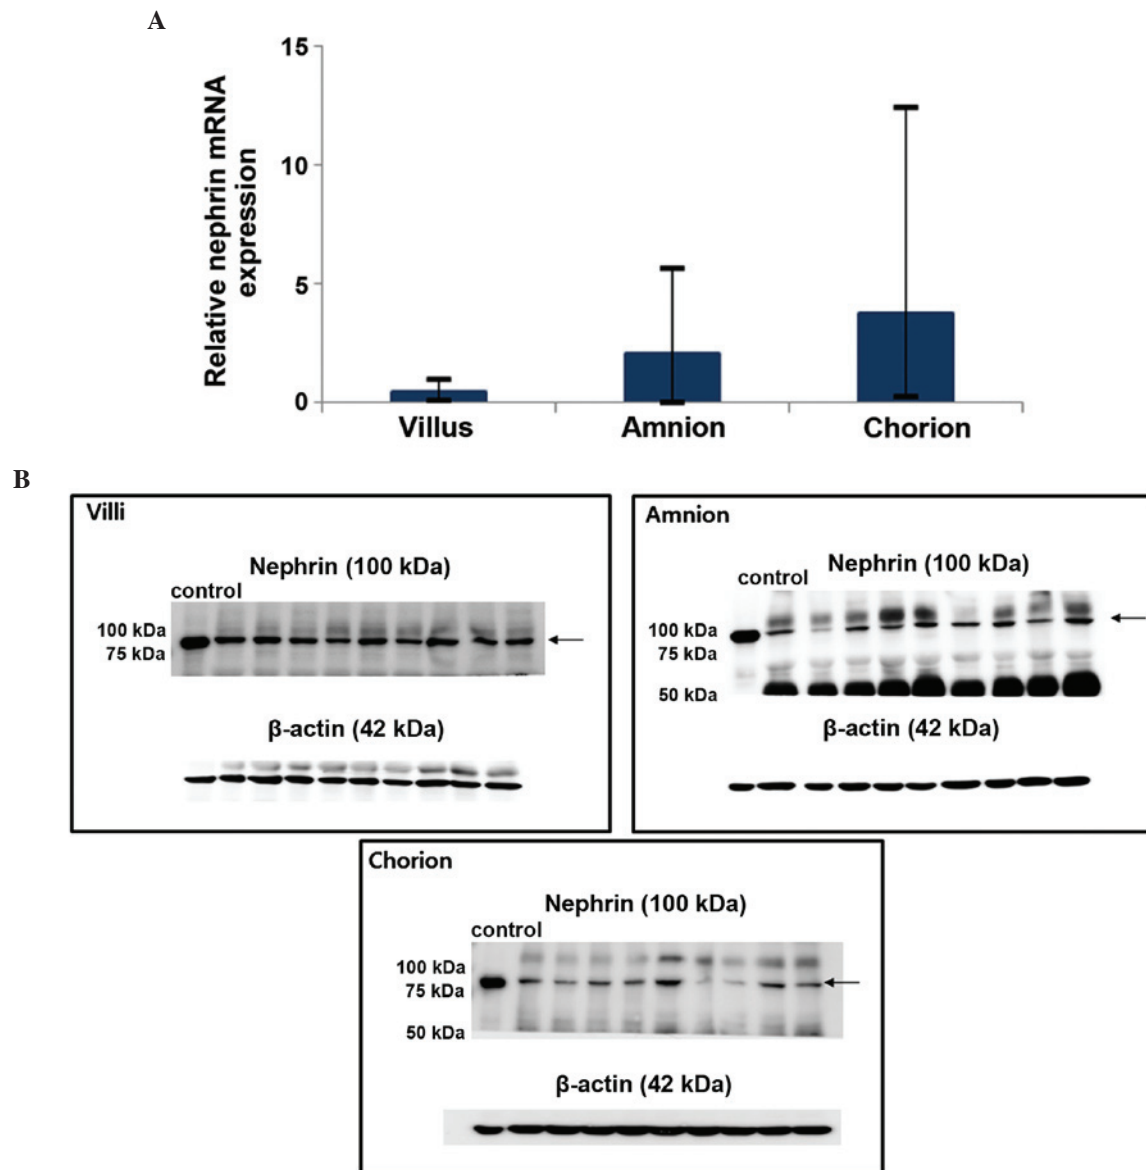 A
Relative nephrin mRNA
expression
15
10
5
0
Villus Amnion Chorion
B
Villi
Nephrin (100 kDa)
control
100 kDa
75 kDa
β-actin (42 kDa)
Amnion
Nephrin (100 kDa)
control
100 kDa
75 kDa
50 kDa
β-actin (42 kDa)
Chorion
Nephrin (100 kDa)
control
100 kDa
75 kDa
50 kDa
β-actin (42 kDa)